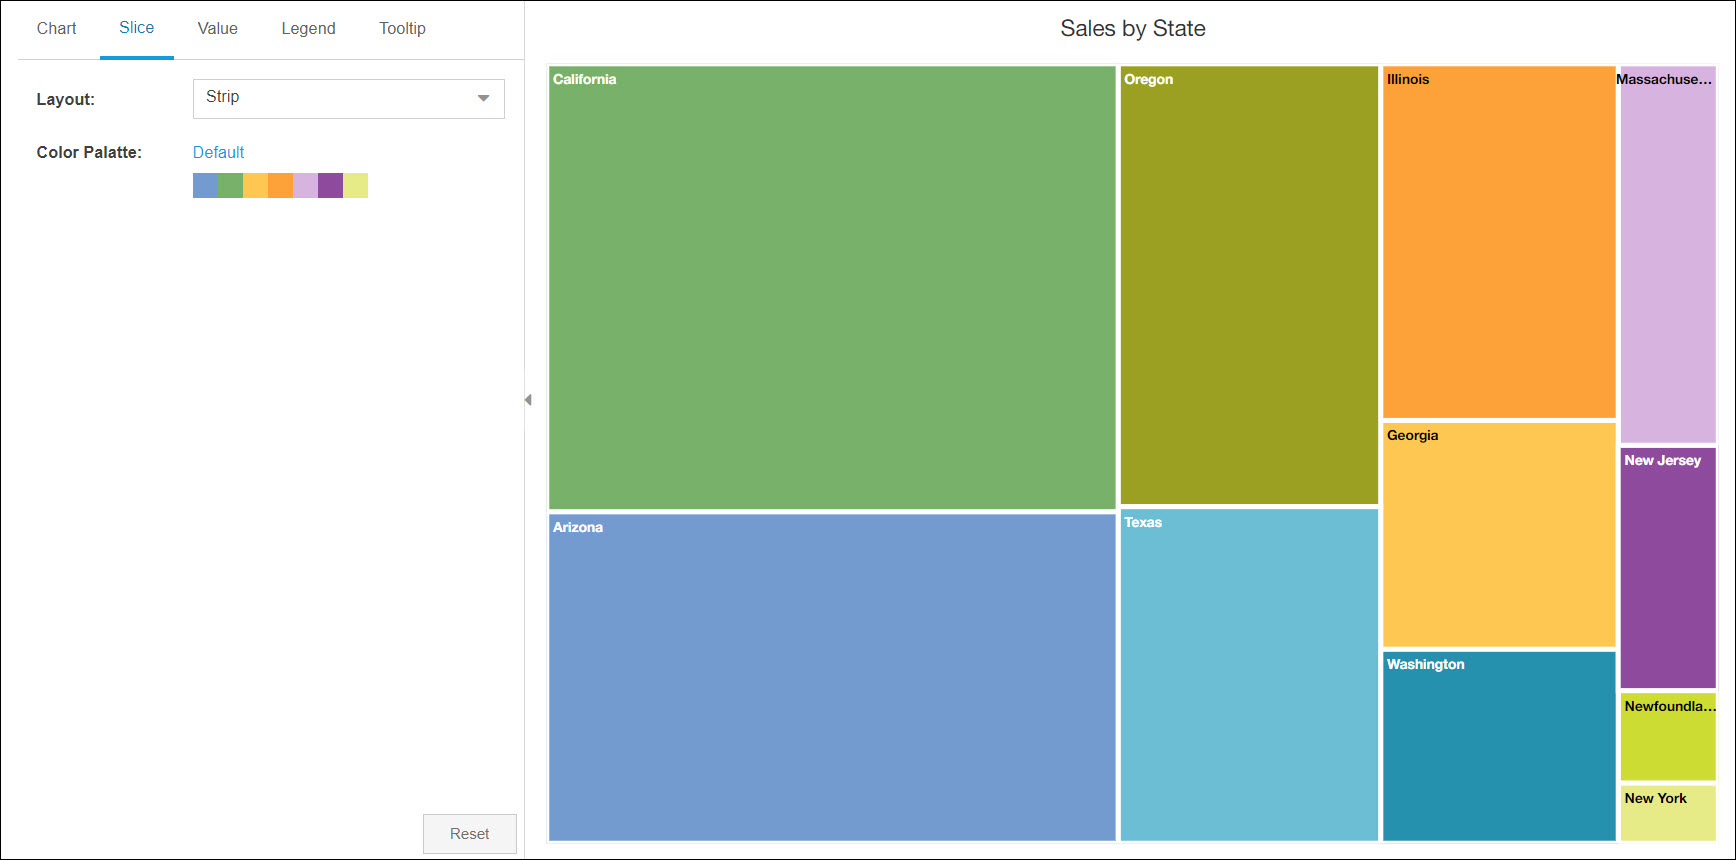 Chart Slice Value Legend Tooltip
Layout: Strip
Color Palatte: Default
Reset
Sales by State
California
Arizona
Oregon
Texas
Illinois
Georgia
Washington
Massachuse...
New Jersey
Newfoundla...
New York